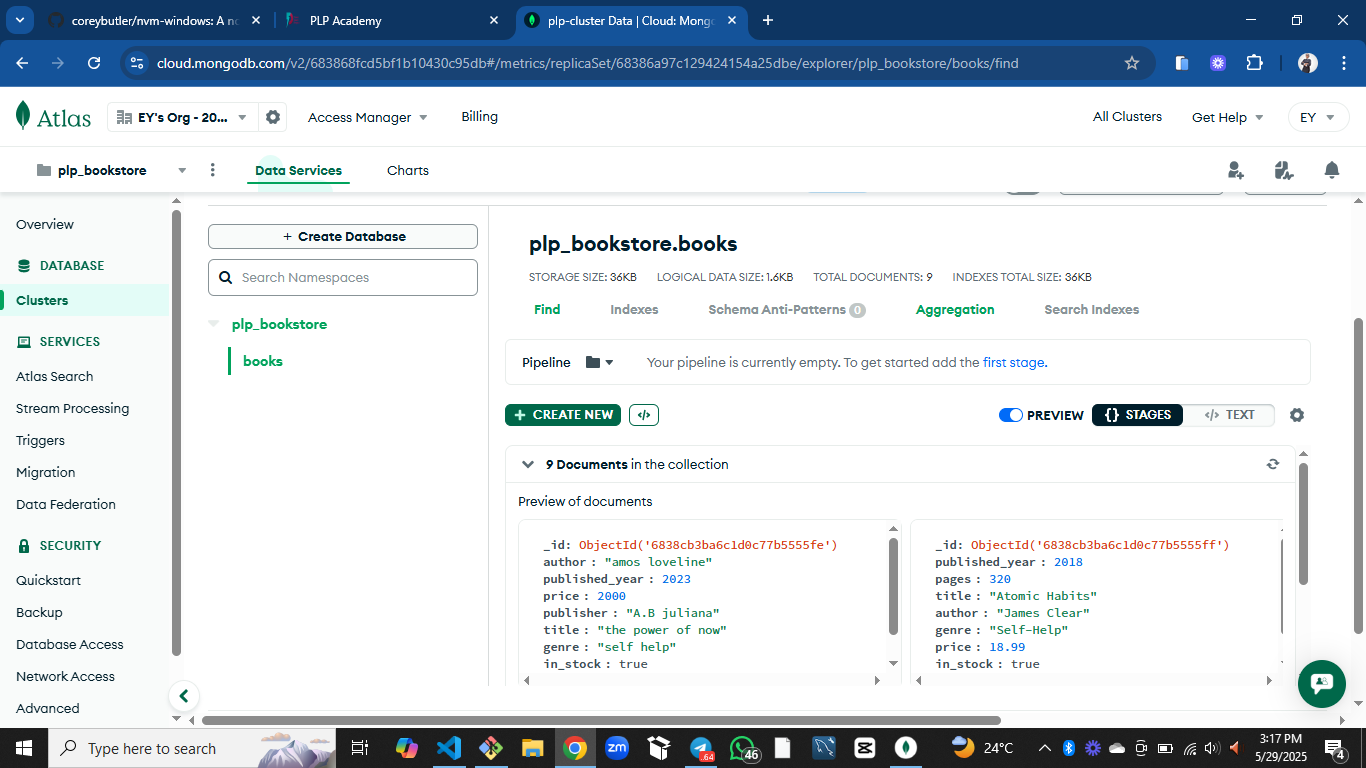 coreybutler/nvm-windows: A no
PLP Academy
plp-cluster Data | Cloud: Mongo
cloud.mongodb.com/v2/683868fcd5bf1b10430c95db#/metrics/replicaSet/68386a97c129424154a25dbe/explorer/plp_bookstore/books/find
Atlas
EY's Org - 20...
Access Manager
Billing
All Clusters
Get Help
EY
plp_bookstore
Data Services
Charts
Overview
DATABASE
Clusters
SERVICES
Atlas Search
Stream Processing
Triggers
Migration
Data Federation
SECURITY
Quickstart
Backup
Database Access
Network Access
Advanced
+ Create Database
Search Namespaces
plp_bookstore
books
plp_bookstore.books
STORAGE SIZE: 36KB LOGICAL DATA SIZE: 1.6KB TOTAL DOCUMENTS: 9 INDEXES TOTAL SIZE: 36KB
Find Indexes Schema Anti-Patterns 0 Aggregation Search Indexes
Pipeline Your pipeline is currently empty. To get started add the first stage.
+ CREATE NEW </> PREVIEW {} STAGES </> TEXT
9 Documents in the collection
Preview of documents
_id: ObjectId('6838cb3ba6c1d0c77b5555fe')
author : "amos loveline"
published_year : 2023
price : 2000
publisher : "A.B juliana"
title : "the power of now"
genre : "self help"
in_stock : true
_id: ObjectId('6838cb3ba6c1d0c77b5555ff')
published_year : 2018
pages : 320
title : "Atomic Habits"
author : "James Clear"
genre : "Self-Help"
price : 18.99
in_stock : true
Type here to search
zm
.64
46
24°C
3:17 PM
5/29/2025
4